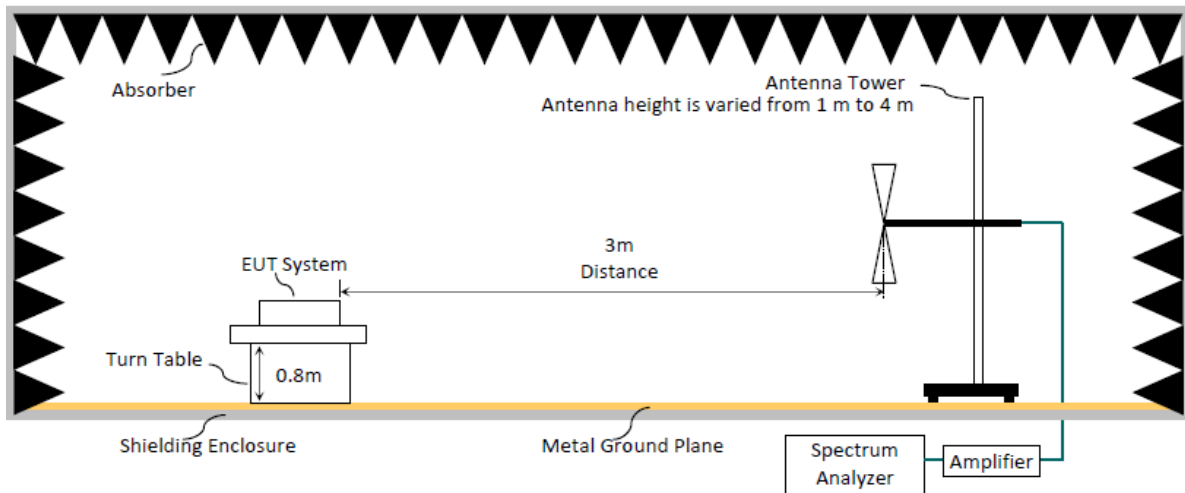 Absorber
Antenna Tower
Antenna height is varied from 1 m to 4 m
3m
Distance
EUT System
Turn Table
0.8m
Shielding Enclosure
Metal Ground Plane
Spectrum
Analyzer
Amplifier